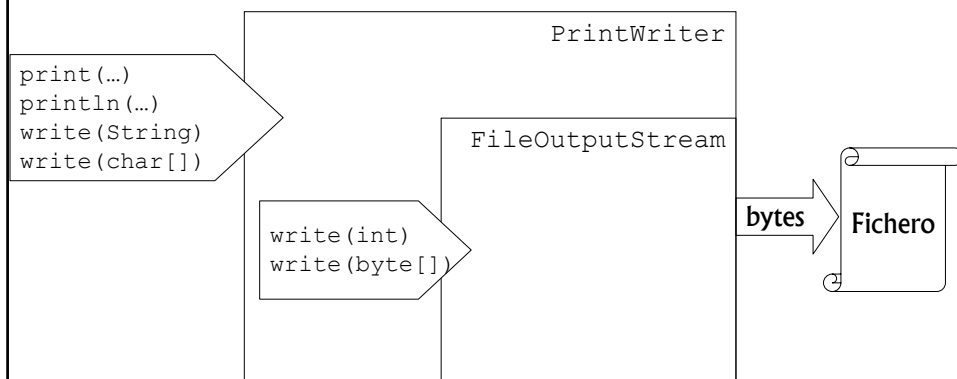 PrintWriter
print(…)
println(…)
write(String)
write(char[])
FileOutputStream
write(int)
write(byte[])
bytes
Fichero